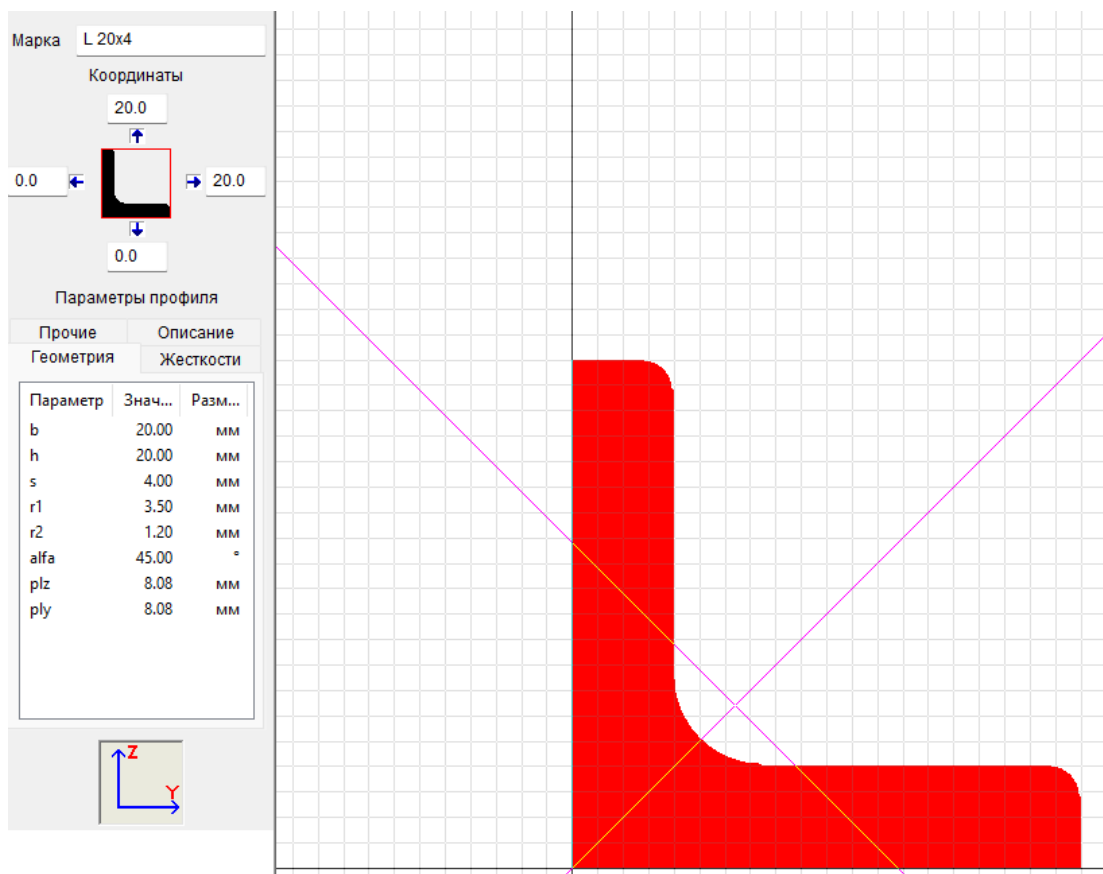 Марка L 20x4
Координаты
20.0
0.0 20.0
0.0
Параметры профиля
Прочие Описание
Геометрия Жесткости
Параметр Знач... Разм...
b 20.00 мм
h 20.00 мм
s 4.00 мм
r1 3.50 мм
r2 1.20 мм
alfa 45.00 °
plz 8.08 мм
ply 8.08 мм
Z
Y